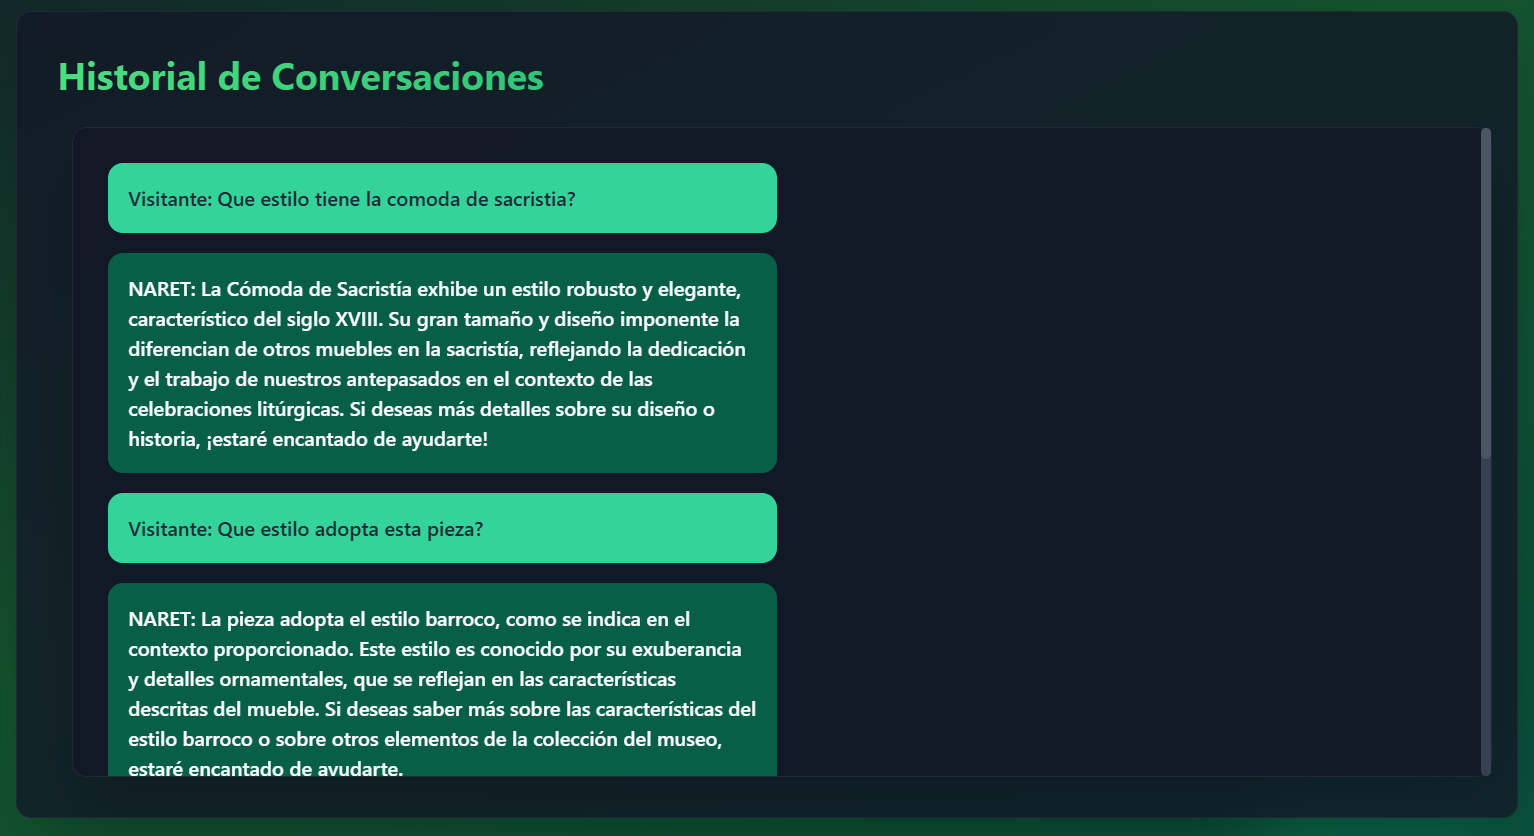 Historial de Conversaciones
Visitante: Que estilo tiene la comoda de sacristia?
NARET: La Cómoda de Sacristía exhibe un estilo robusto y elegante,
característico del siglo XVIII. Su gran tamaño y diseño imponente la
diferencian de otros muebles en la sacristía, reflejando la dedicación
y el trabajo de nuestros antepasados en el contexto de las
celebraciones litúrgicas. Si deseas más detalles sobre su diseño o
historia, ¡estaré encantado de ayudarte!
Visitante: Que estilo adopta esta pieza?
NARET: La pieza adopta el estilo barroco, como se indica en el
contexto proporcionado. Este estilo es conocido por su exuberancia
y detalles ornamentales, que se reflejan en las características
descritas del mueble. Si deseas saber más sobre las características del
estilo barroco o sobre otros elementos de la colección del museo,
estaré encantado de ayudarte.